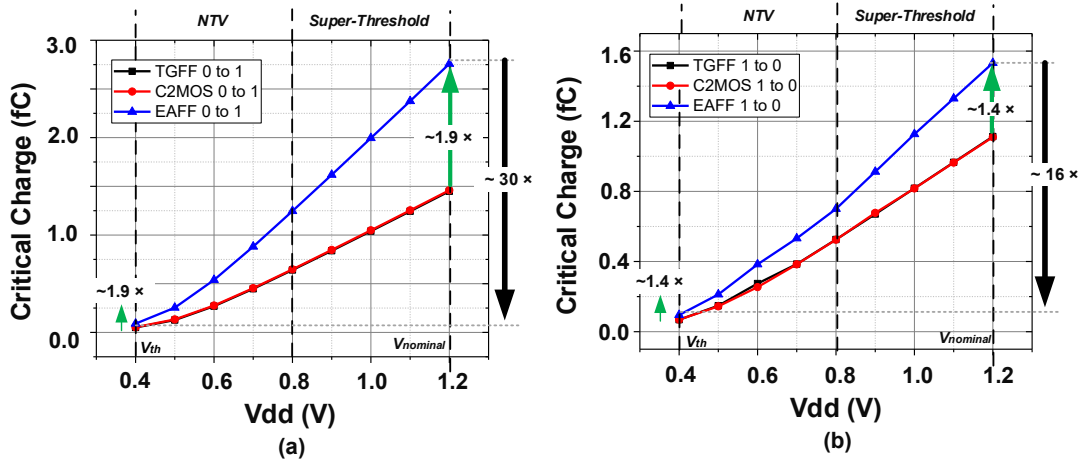 NTV
Super-Threshold
3.0
TGFF 0 to 1
C2MOS 0 to 1
EAFF 0 to 1
2.0
1.0
0.0
Critical Charge (fC)
~1.9 ×
~ 30 ×
~1.9 ×
Vth
Vnominal
0.4 0.6 0.8 1.0 1.2
Vdd (V)
(a)
NTV
Super-Threshold
1.6
TGFF 1 to 0
C2MOS 1 to 0
EAFF 1 to 0
1.2
0.8
0.4
0.0
Critical Charge (fC)
~1.4 ×
~ 16 ×
~1.4 ×
Vth
Vnominal
0.4 0.6 0.8 1.0 1.2
Vdd (V)
(b)